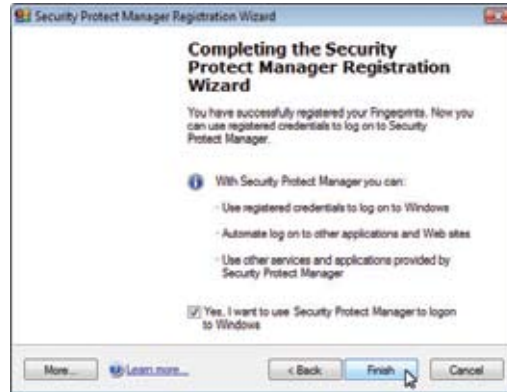 Security Protect Manager Registration Wizard
Completing the Security
Protect Manager Registration
Wizard
You have successfully registered your Fingerprints. Now you
can use registered credentials to log on to Security
Protect Manager.
With Security Protect Manager you can:
· Use registered credentials to log on to Windows
· Automate log on to other applications and Web sites
· Use other services and applications provided by
Security Protect Manager
Yes, I want to use Security Protect Manager to logon
to Windows
More... Learn more... < Back Finish Cancel